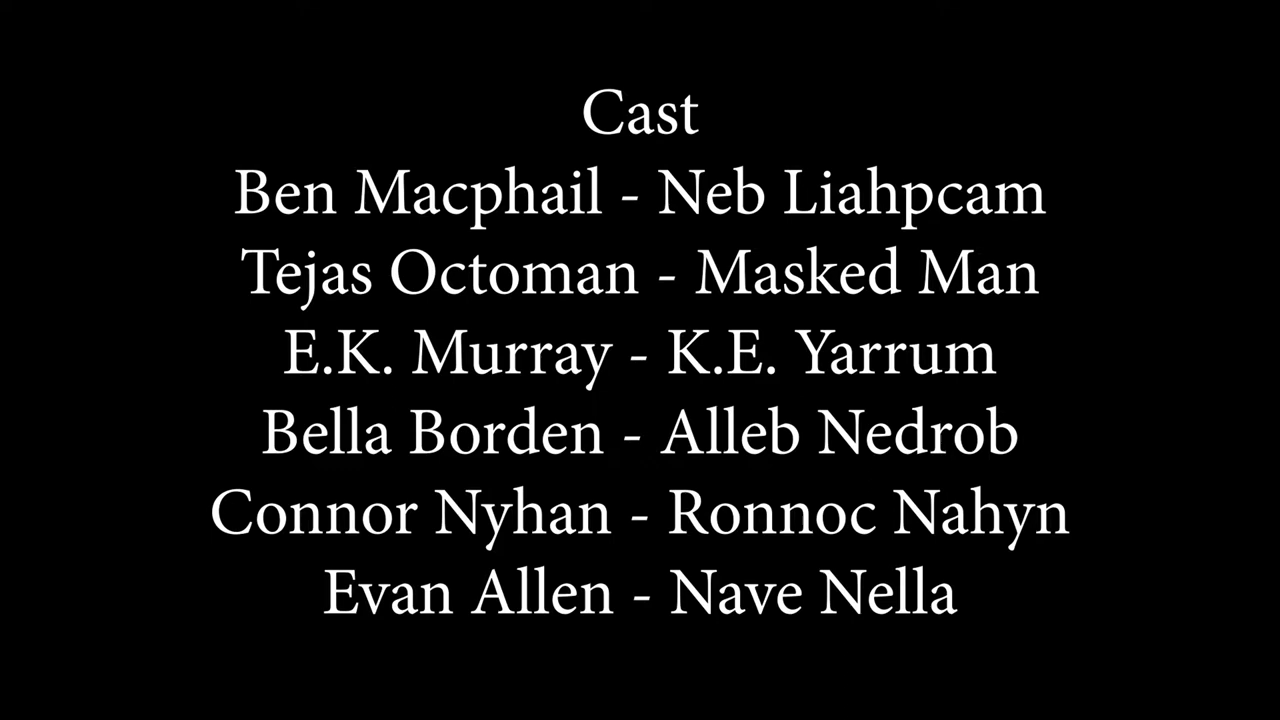 Cast
Ben Macphail - Neb Liahpcam
Tejas Octoman - Masked Man
E.K. Murray - K.E. Yarrum
Bella Borden - Alleb Nedrob
Connor Nyhan - Ronnoc Nahyn
Evan Allen - Nave Nella